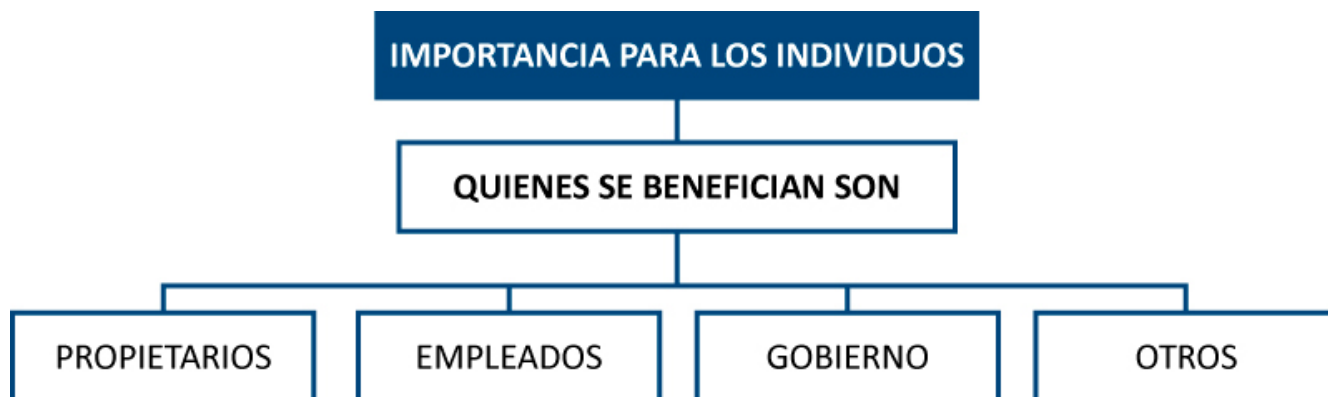 IMPORTANCIA PARA LOS INDIVIDUOS
QUIENES SE BENEFICIAN SON
PROPIETARIOS
EMPLEADOS
GOBIERNO
OTROS